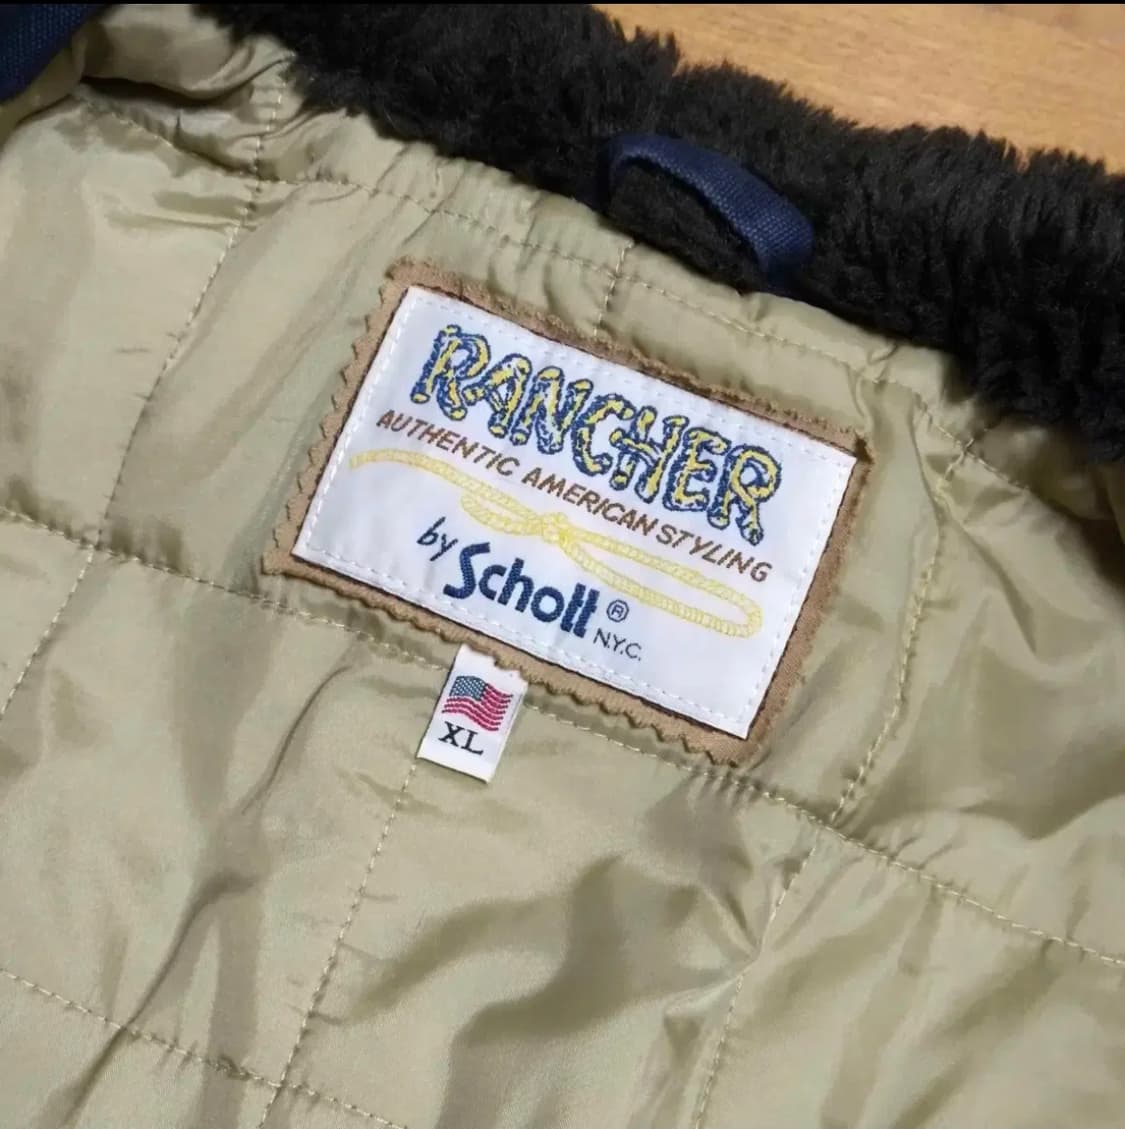 RANCHER
AUTHENTIC AMERICAN STYLING
by Schott®
N.Y.C.
XL